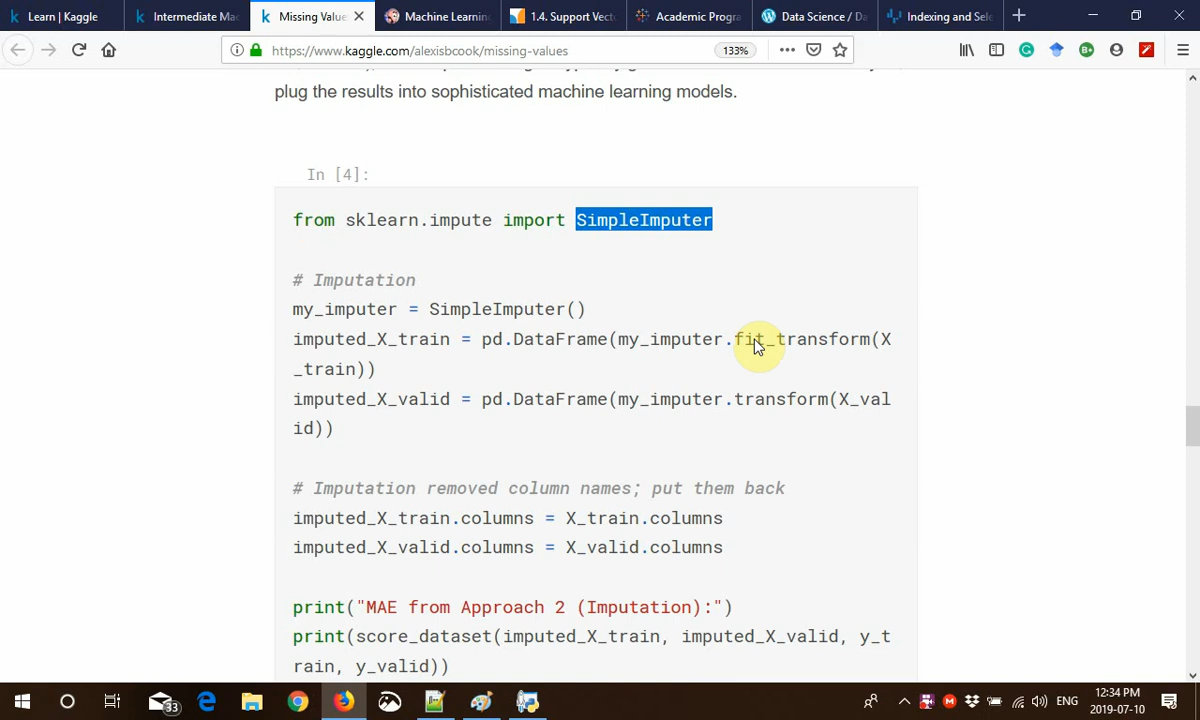 Learn | Kaggle
Intermediate Mac
Missing Value
Machine Learning
1.4. Support Vecto
Academic Progra
Data Science / Da
Indexing and Sele
https://www.kaggle.com/alexisbcook/missing-values
133%
plug the results into sophisticated machine learning models.
In [4]:
from sklearn.impute import SimpleImputer
# Imputation
my_imputer = SimpleImputer()
imputed_X_train = pd.DataFrame(my_imputer.fit_transform(X
_train))
imputed_X_valid = pd.DataFrame(my_imputer.transform(X_val
id))
# Imputation removed column names; put them back
imputed_X_train.columns = X_train.columns
imputed_X_valid.columns = X_valid.columns
print("MAE from Approach 2 (Imputation):")
print(score_dataset(imputed_X_train, imputed_X_valid, y_t
rain, y_valid))
33
ENG
12:34 PM
2019-07-10